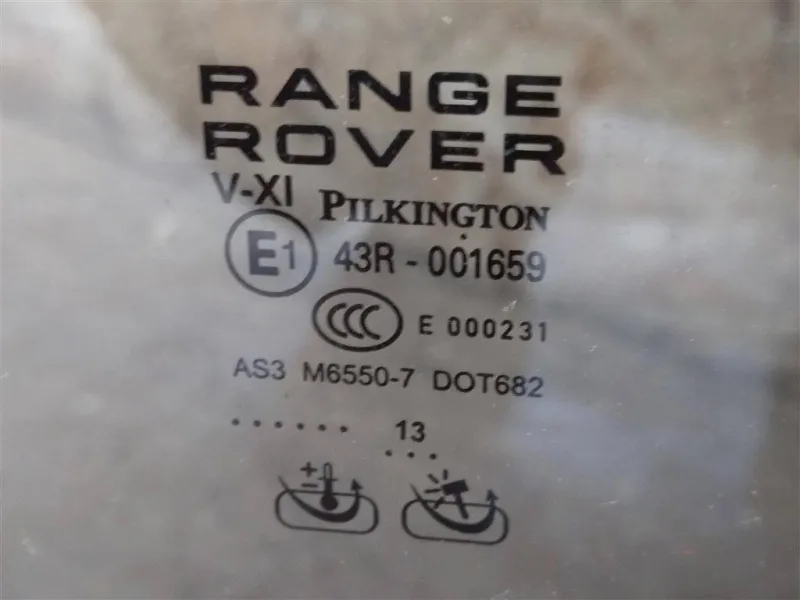 RANGE
ROVER
V-XI PILKINGTON
E1 43R - 001659
CCC E 000231
AS3 M6550-7 DOT682
...... 13
...
+
-